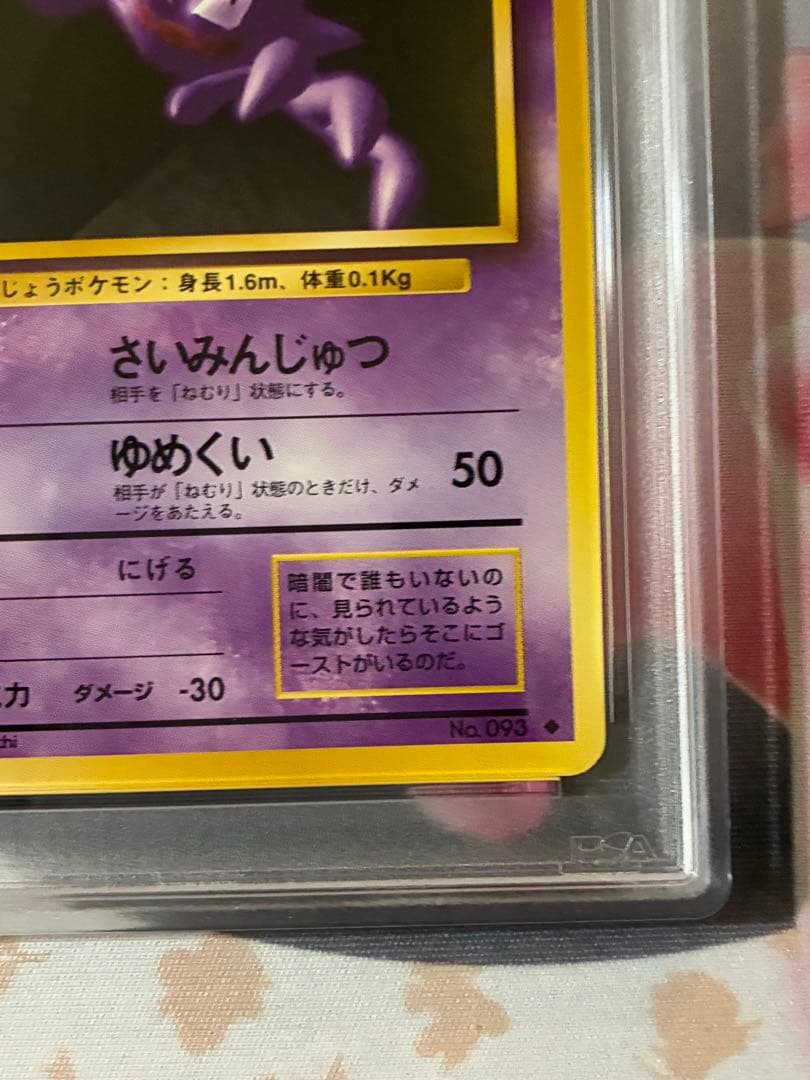 じょうポケモン：身長1.6m、体重0.1Kg
さいみんじゅつ
相手を「ねむり」状態にする。
ゆめくい 50
相手が「ねむり」状態のときだけ、ダメ
ージをあたえる。
にげる
暗闇で誰もいないの
に、見られているよう
な気がしたらそこにゴ
ーストがいるのだ。
力 ダメージ -30
chi
No. 093
PSA